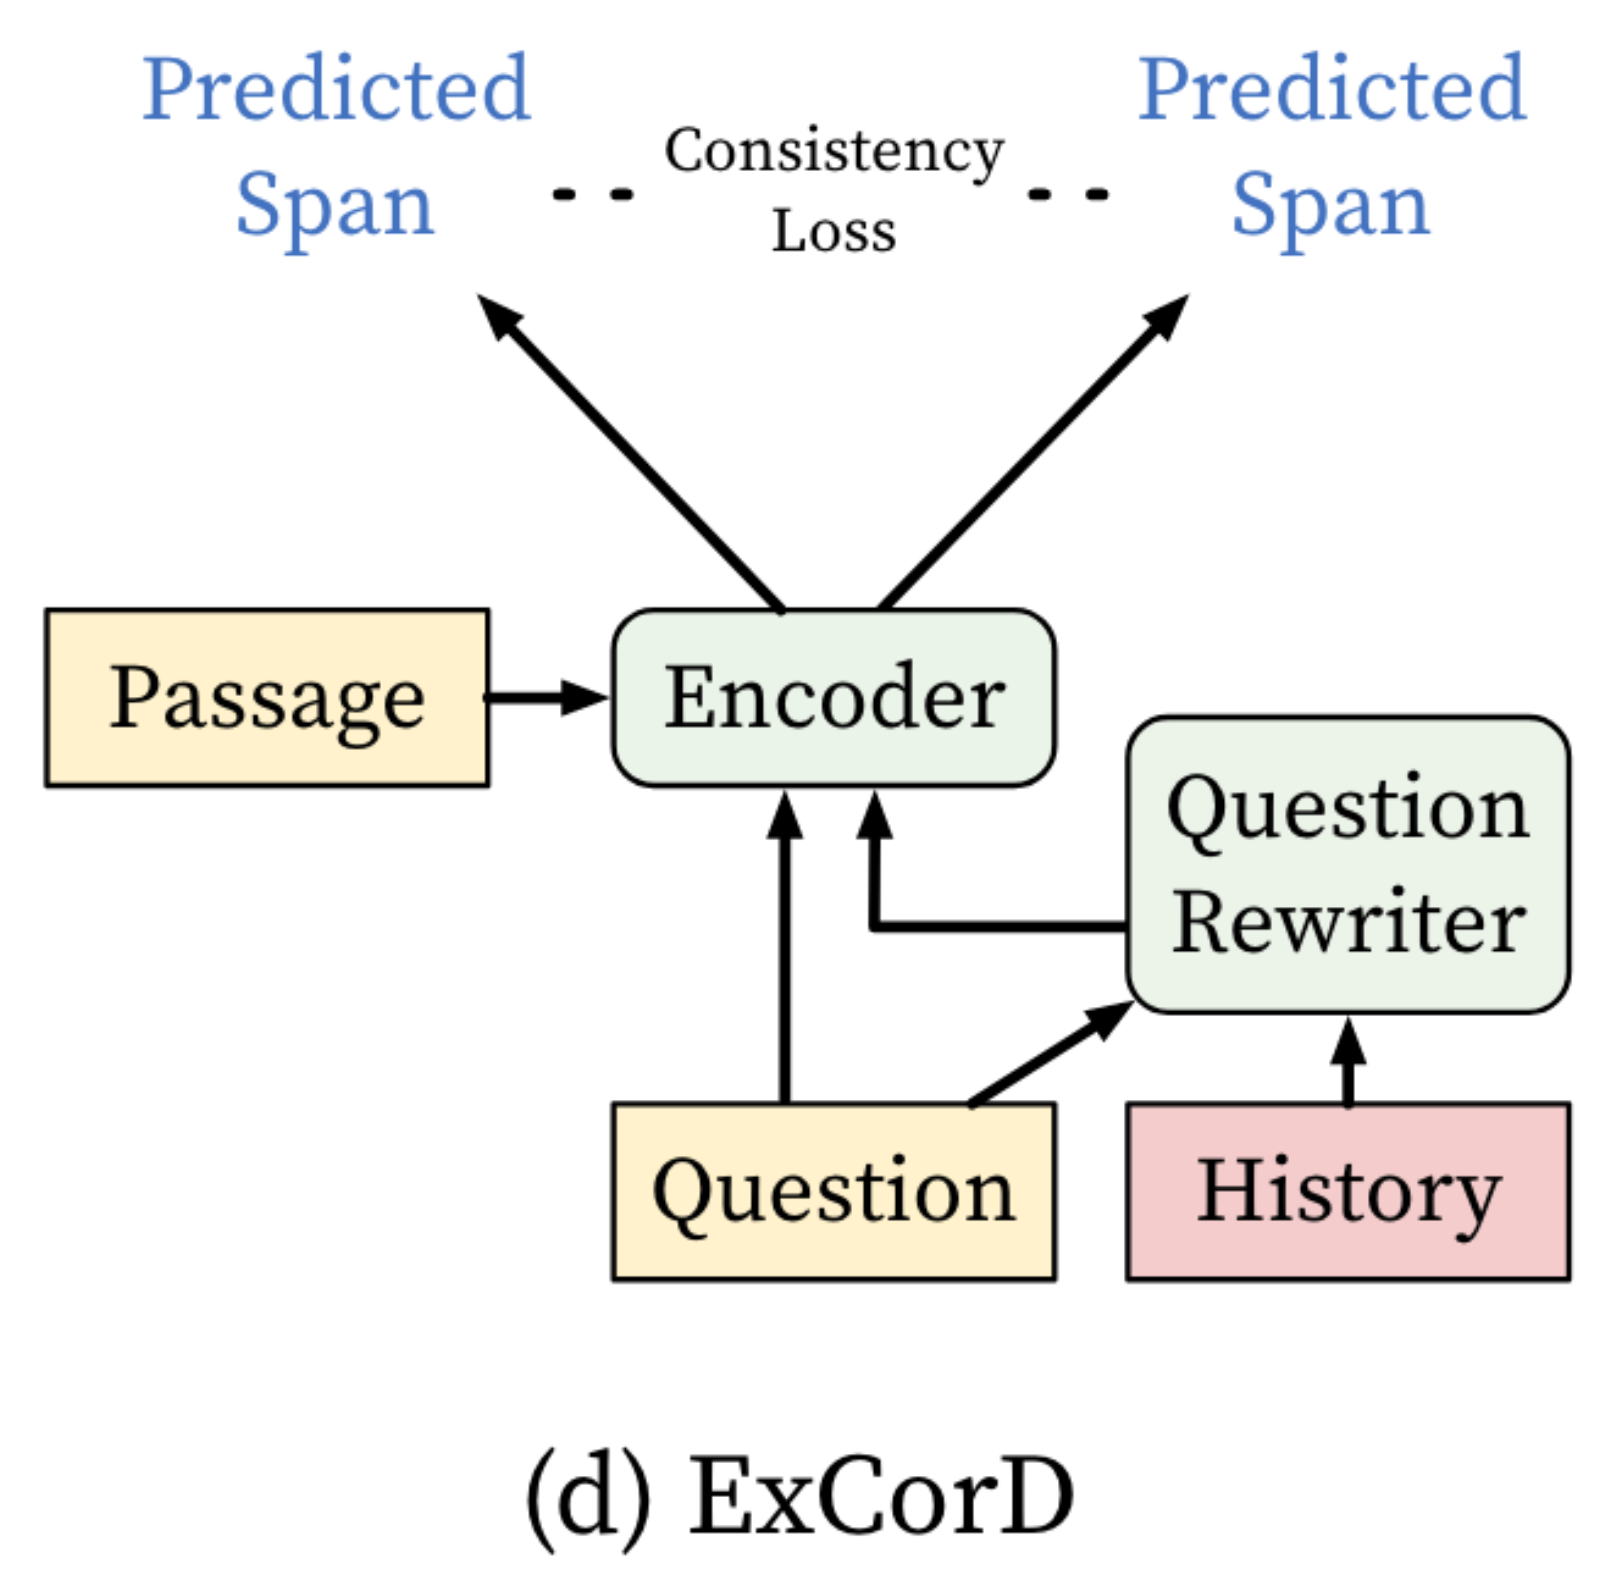 Predicted
Span
Consistency
Loss
Predicted
Span
Passage
Encoder
Question
Rewriter
Question
History
(d) ExCorD